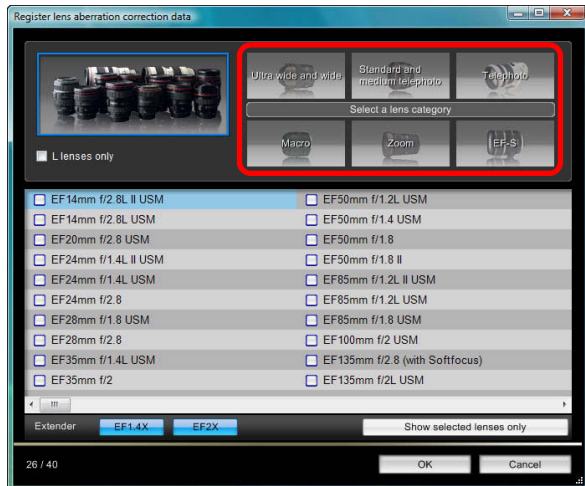 Register lens aberration correction data
Ultra wide and wide
Standard and
medium telephoto
Telephoto
Select a lens category
Macro
Zoom
EF-S
L lenses only
EF14mm f/2.8L II USM
EF14mm f/2.8L USM
EF20mm f/2.8 USM
EF24mm f/1.4L II USM
EF24mm f/1.4L USM
EF24mm f/2.8
EF28mm f/1.8 USM
EF28mm f/2.8
EF35mm f/1.4L USM
EF35mm f/2
EF50mm f/1.2L USM
EF50mm f/1.4 USM
EF50mm f/1.8
EF50mm f/1.8 II
EF85mm f/1.2L II USM
EF85mm f/1.2L USM
EF85mm f/1.8 USM
EF100mm f/2 USM
EF135mm f/2.8 (with Softfocus)
EF135mm f/2L USM
Extender
EF1.4X
EF2X
Show selected lenses only
26 / 40
OK
Cancel